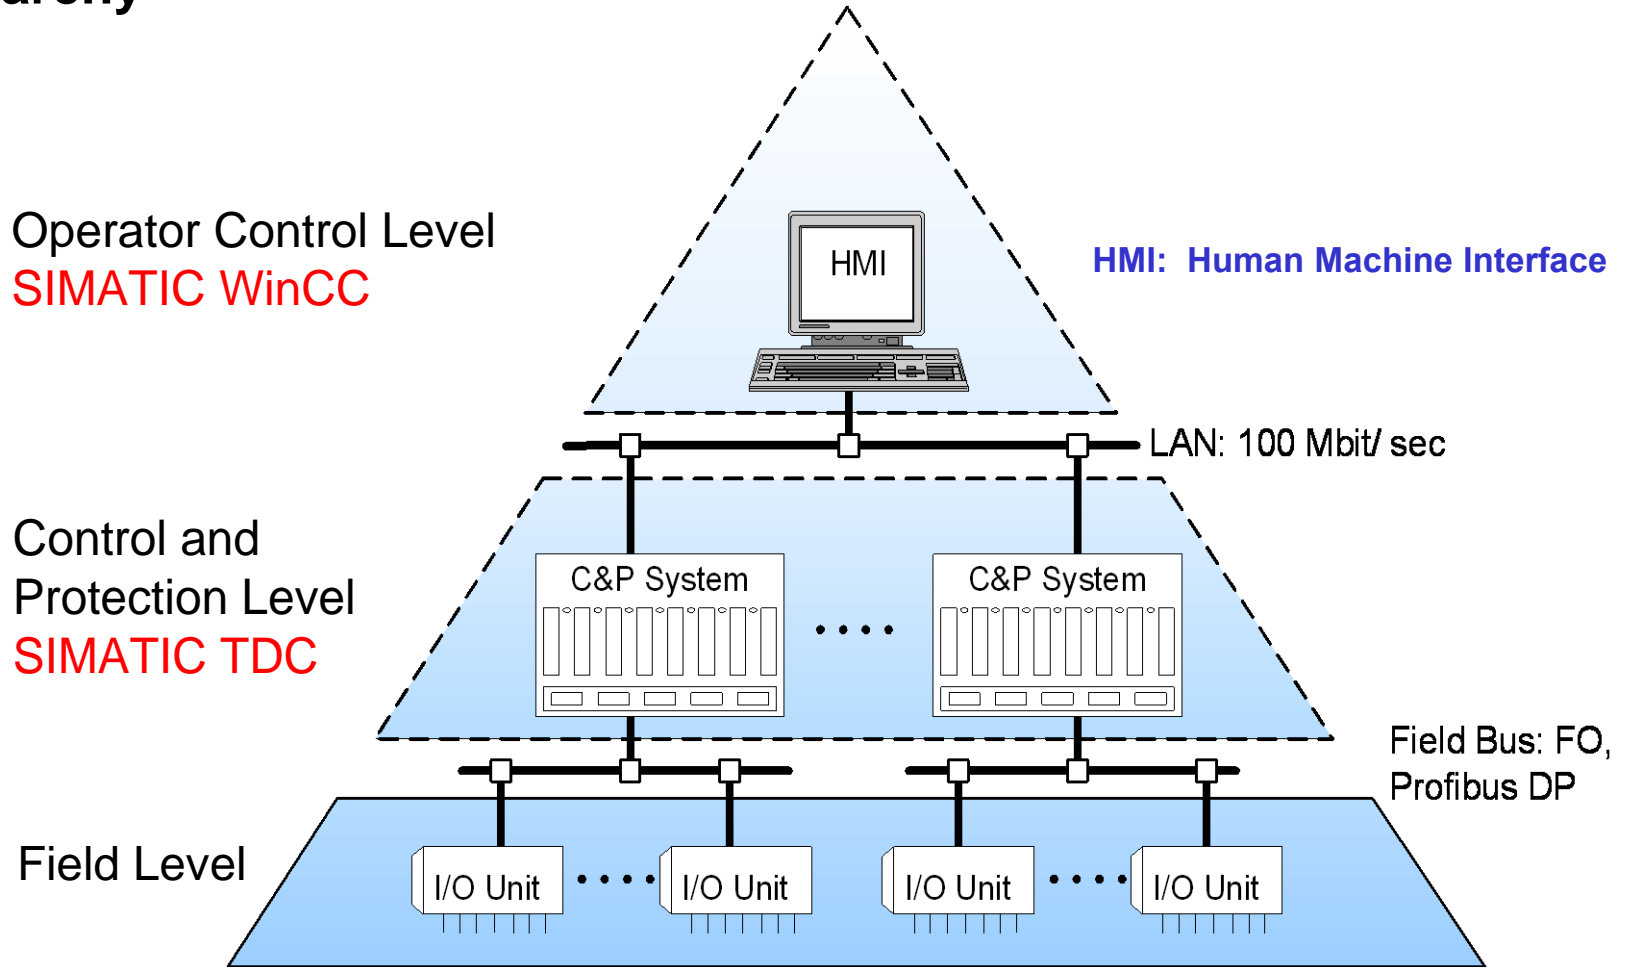 Operator Control Level
SIMATIC WinCC
HMI
HMI: Human Machine Interface
LAN: 100 Mbit/ sec
Control and
Protection Level
SIMATIC TDC
C&P System
C&P System
Field Bus: FO,
Profibus DP
Field Level
I/O Unit
I/O Unit
I/O Unit
I/O Unit